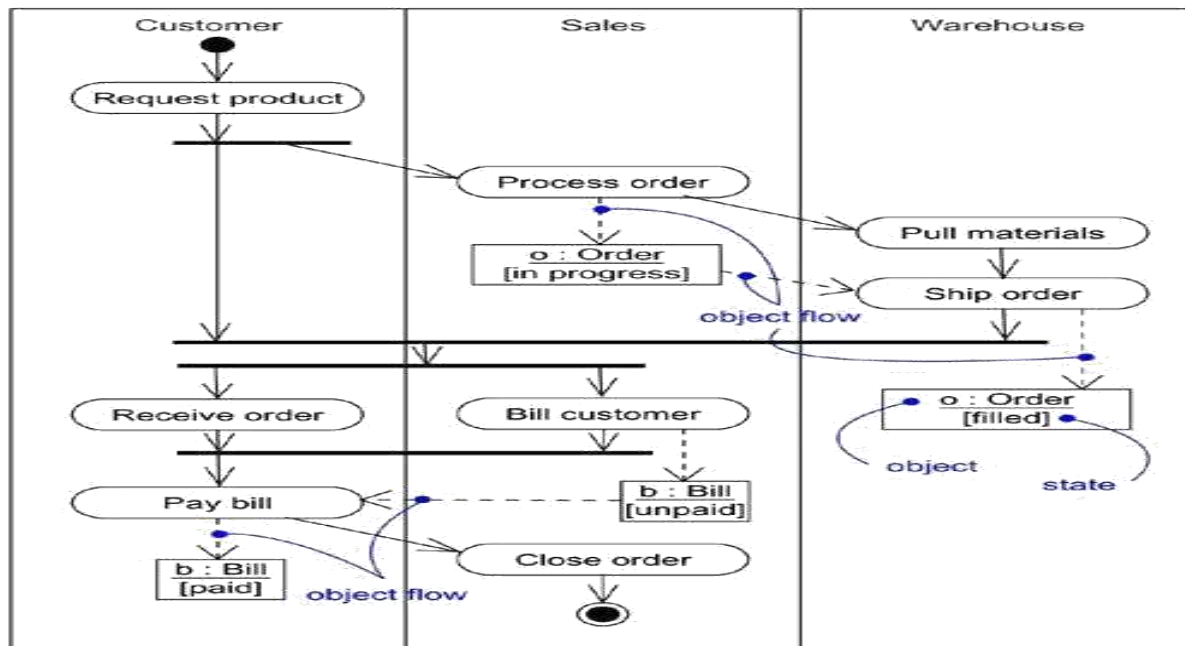 Customer
Sales
Warehouse
Request product
Process order
Pull materials
o : Order
[in progress]
Ship order
object flow
Receive order
Bill customer
o : Order
[filled]
object
state
Pay bill
b : Bill
[unpaid]
Close order
b : Bill
[paid]
object flow